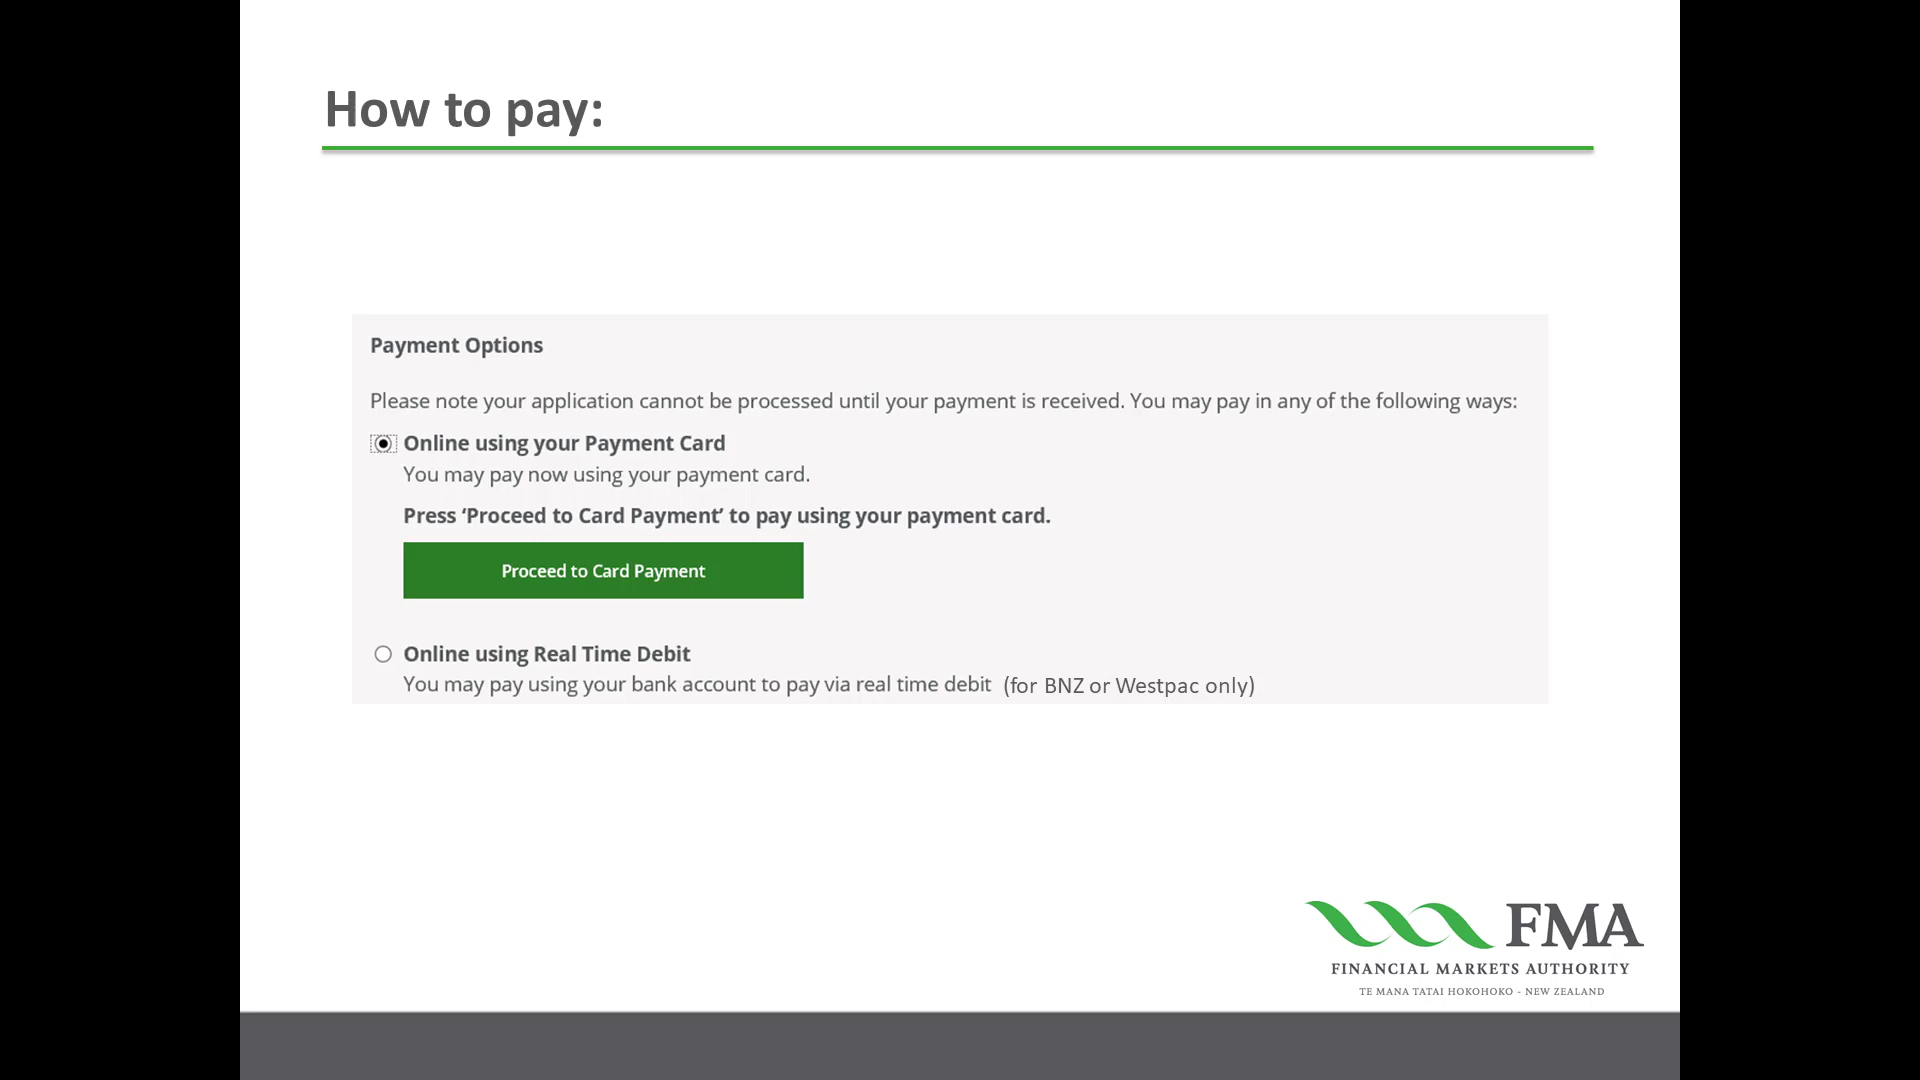 How to pay:
Payment Options
Please note your application cannot be processed until your payment is received. You may pay in any of the following ways:
Online using your Payment Card
You may pay now using your payment card.
Press ‘Proceed to Card Payment’ to pay using your payment card.
Proceed to Card Payment
Online using Real Time Debit
You may pay using your bank account to pay via real time debit (for BNZ or Westpac only)
FMA
FINANCIAL MARKETS AUTHORITY
TE MANA TATAI HOKOHOKO - NEW ZEALAND